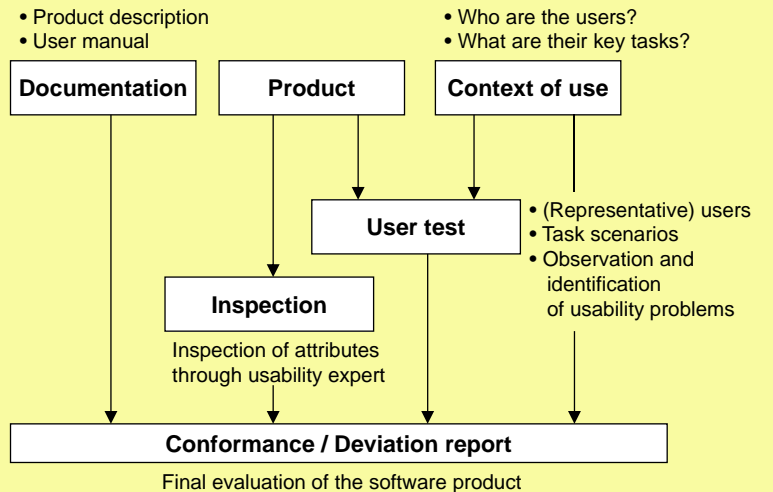 • Product description
• User manual
• Who are the users?
• What are their key tasks?
Documentation
Product
Context of use
User test
• (Representative) users
• Task scenarios
• Observation and
identification
of usability problems
Inspection
Inspection of attributes
through usability expert
Conformance / Deviation report
Final evaluation of the software product